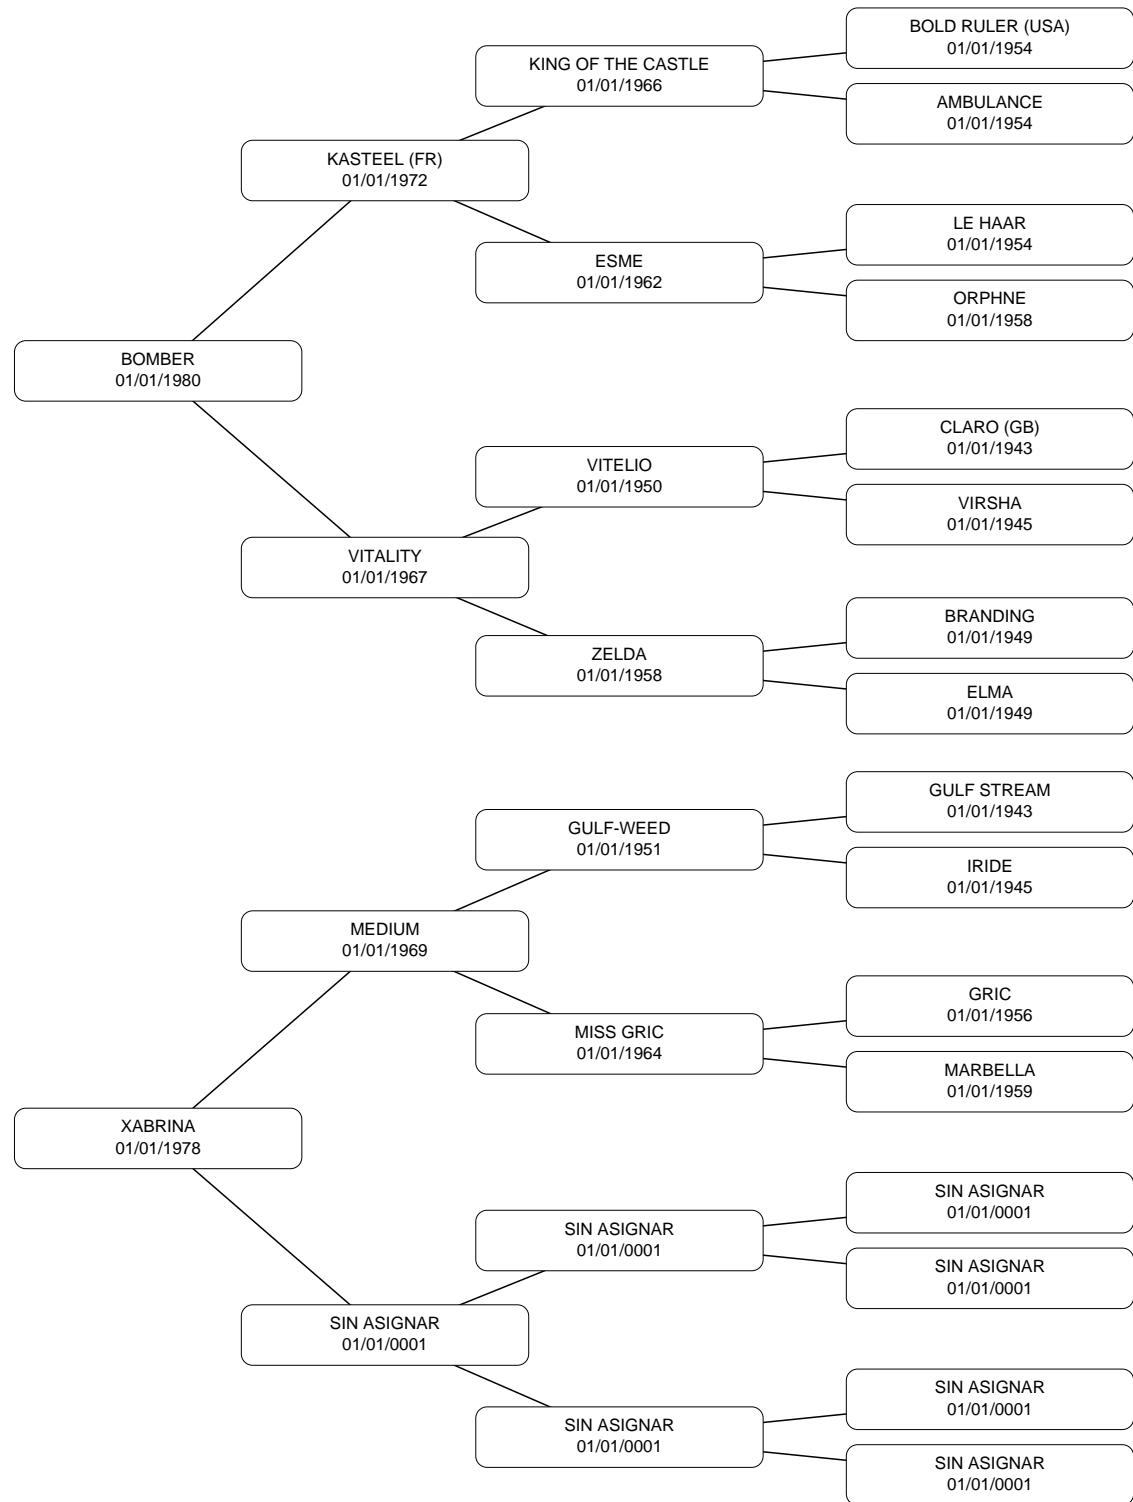 BOLD RULER (USA)
01/01/1954
KING OF THE CASTLE
01/01/1966
AMBULANCE
01/01/1954
KASTEEL (FR)
01/01/1972
LE HAAR
01/01/1954
ESME
01/01/1962
ORPHNE
01/01/1958
BOMBER
01/01/1980
CLARO (GB)
01/01/1943
VITELIO
01/01/1950
VIRSHA
01/01/1945
VITALITY
01/01/1967
BRANDING
01/01/1949
ZELDA
01/01/1958
ELMA
01/01/1949
GULF STREAM
01/01/1943
GULF-WEED
01/01/1951
IRIDE
01/01/1945
MEDIUM
01/01/1969
GRIC
01/01/1956
MISS GRIC
01/01/1964
MARBELLA
01/01/1959
XABRINA
01/01/1978
SIN ASIGNAR
01/01/0001
SIN ASIGNAR
01/01/0001
SIN ASIGNAR
01/01/0001
SIN ASIGNAR
01/01/0001
SIN ASIGNAR
01/01/0001
SIN ASIGNAR
01/01/0001
SIN ASIGNAR
01/01/0001